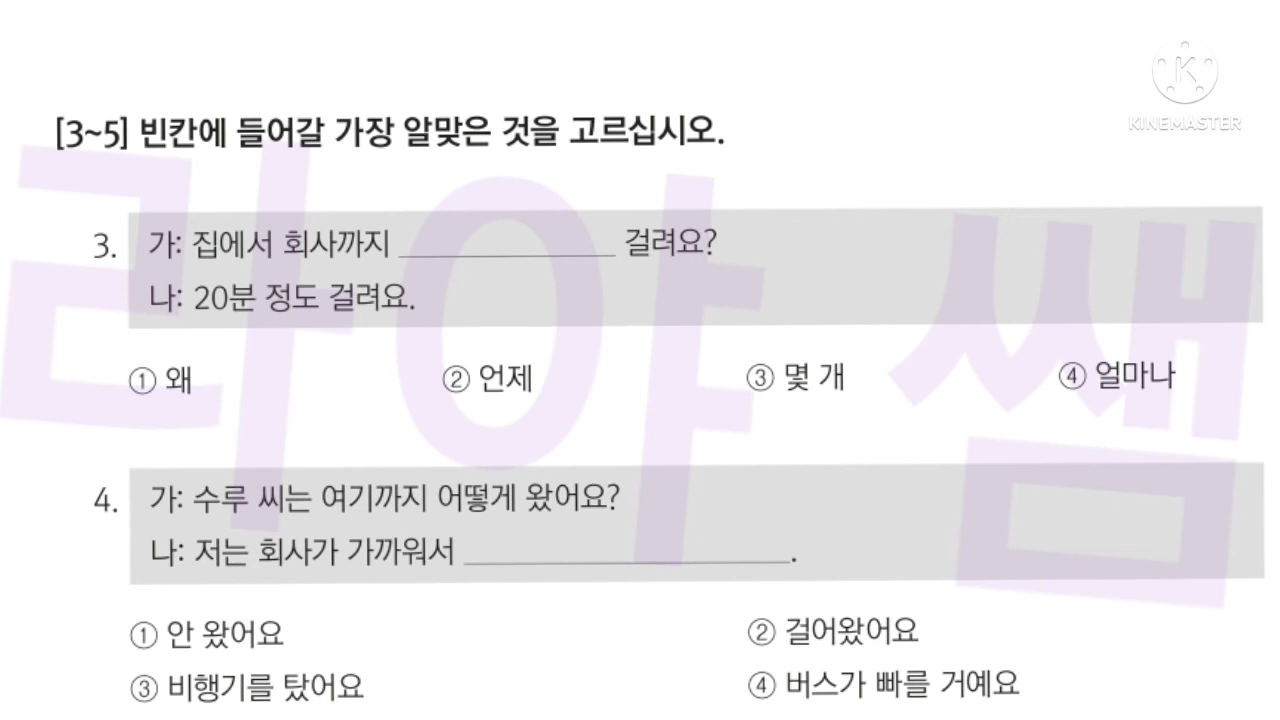 KINEMASTER
[3~5] 빈칸에 들어갈 가장 알맞은 것을 고르십시오.
3. 가: 집에서 회사까지 ______________ 걸려요?
나: 20분 정도 걸려요.
① 왜 ② 언제 ③ 몇 개 ④ 얼마나
4. 가: 수루 씨는 여기까지 어떻게 왔어요?
나: 저는 회사가 가까워서 ____________________.
① 안 왔어요 ② 걸어왔어요
③ 비행기를 탔어요 ④ 버스가 빠를 거예요
라야 쌤